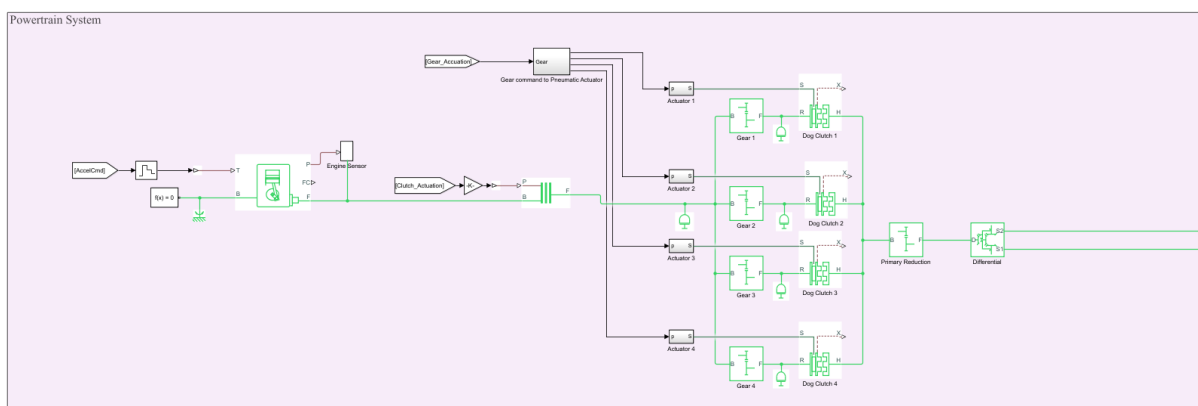 Powertrain System
[Gear_Accuation]
Gear
Gear command to Pneumatic Actuator
p S
Actuator 1
S X
B F
Gear 1
R H
Dog Clutch 1
[AccelCmd]
T
P
FC
B F
Engine Sensor
f(x) = 0
[Clutch_Actuation]
-K-
P
B F
p S
Actuator 2
S X
B F
Gear 2
R H
Dog Clutch 2
p S
Actuator 3
S X
B F
Gear 3
R H
Dog Clutch 3
B F
Primary Reduction
D
S2
S1
Differential
p S
Actuator 4
S X
B F
Gear 4
R H
Dog Clutch 4